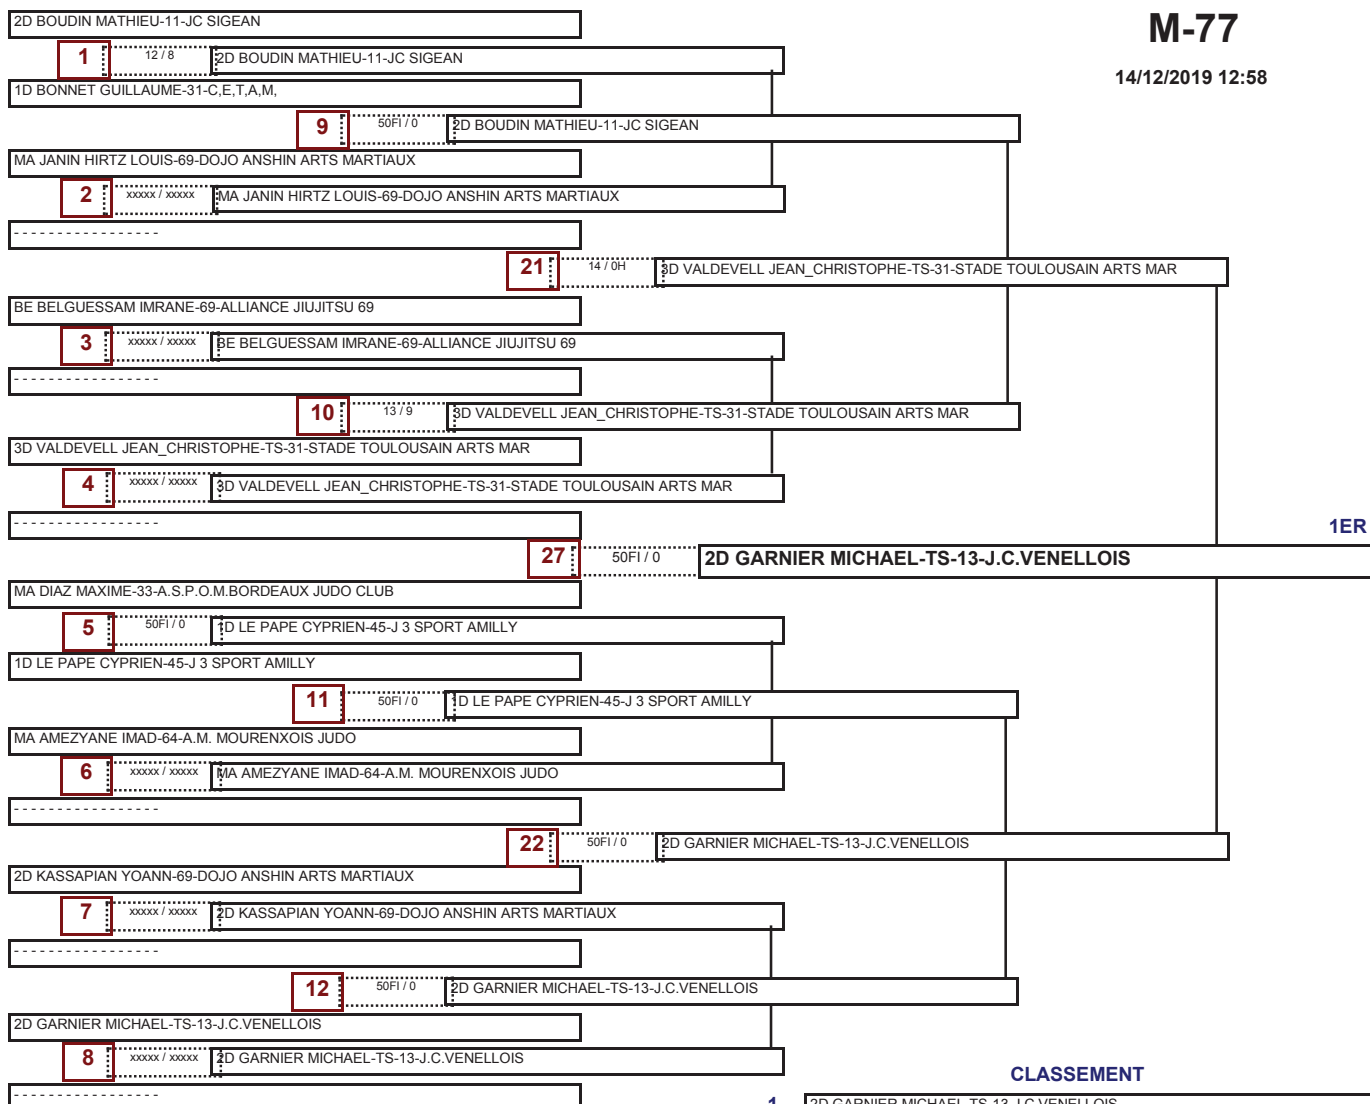 2D BOUDIN MATHIEU-11-JC SIGEAN
M-77
1 12 / 8 2D BOUDIN MATHIEU-11-JC SIGEAN
14/12/2019 12:58
1D BONNET GUILLAUME-31-C,E,T,A,M,
9 50FI / 0 2D BOUDIN MATHIEU-11-JC SIGEAN
MA JANIN HIRTZ LOUIS-69-DOJO ANSHIN ARTS MARTIAUX
2 xxxxx / xxxxx MA JANIN HIRTZ LOUIS-69-DOJO ANSHIN ARTS MARTIAUX
- - - - - - - - - - - - - - - - -
21 14 / 0H 3D VALDEVELL JEAN_CHRISTOPHE-TS-31-STADE TOULOUSAIN ARTS MAR
BE BELGUESSAM IMRANE-69-ALLIANCE JIUJITSU 69
3 xxxxx / xxxxx BE BELGUESSAM IMRANE-69-ALLIANCE JIUJITSU 69
- - - - - - - - - - - - - - - - -
10 13 / 9 3D VALDEVELL JEAN_CHRISTOPHE-TS-31-STADE TOULOUSAIN ARTS MAR
3D VALDEVELL JEAN_CHRISTOPHE-TS-31-STADE TOULOUSAIN ARTS MAR
4 xxxxx / xxxxx 3D VALDEVELL JEAN_CHRISTOPHE-TS-31-STADE TOULOUSAIN ARTS MAR
- - - - - - - - - - - - - - - - -
1ER
27 50FI / 0 2D GARNIER MICHAEL-TS-13-J.C.VENELLOIS
MA DIAZ MAXIME-33-A.S.P.O.M.BORDEAUX JUDO CLUB
5 50FI / 0 1D LE PAPE CYPRIEN-45-J 3 SPORT AMILLY
1D LE PAPE CYPRIEN-45-J 3 SPORT AMILLY
11 50FI / 0 1D LE PAPE CYPRIEN-45-J 3 SPORT AMILLY
MA AMEZYANE IMAD-64-A.M. MOURENXOIS JUDO
6 xxxxx / xxxxx MA AMEZYANE IMAD-64-A.M. MOURENXOIS JUDO
- - - - - - - - - - - - - - - - -
22 50FI / 0 2D GARNIER MICHAEL-TS-13-J.C.VENELLOIS
2D KASSAPIAN YOANN-69-DOJO ANSHIN ARTS MARTIAUX
7 xxxxx / xxxxx 2D KASSAPIAN YOANN-69-DOJO ANSHIN ARTS MARTIAUX
- - - - - - - - - - - - - - - - -
12 50FI / 0 2D GARNIER MICHAEL-TS-13-J.C.VENELLOIS
2D GARNIER MICHAEL-TS-13-J.C.VENELLOIS
8 xxxxx / xxxxx 2D GARNIER MICHAEL-TS-13-J.C.VENELLOIS
CLASSEMENT
- - - - - - - - - - - - - - - - -
1 2D GARNIER MICHAEL-TS-13-J.C.VENELLOIS